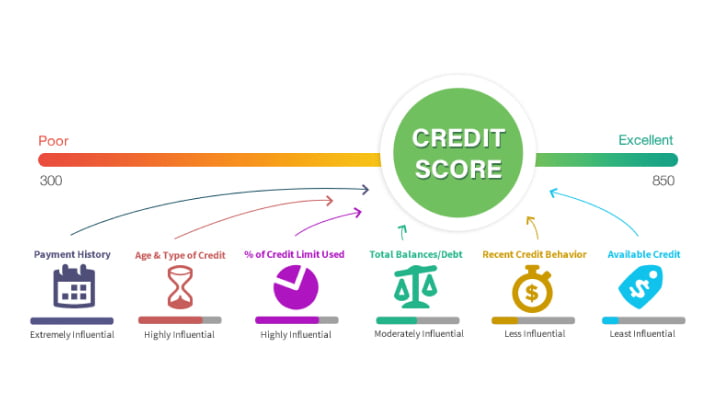 Poor
Excellent
CREDIT
SCORE
300
850
Payment History
Age & Type of Credit
% of Credit Limit Used
Total Balances/Debt
Recent Credit Behavior
Available Credit
$
$
Extremely Influential
Highly Influential
Highly Influential
Moderately Influential
Less Influential
Least Influential